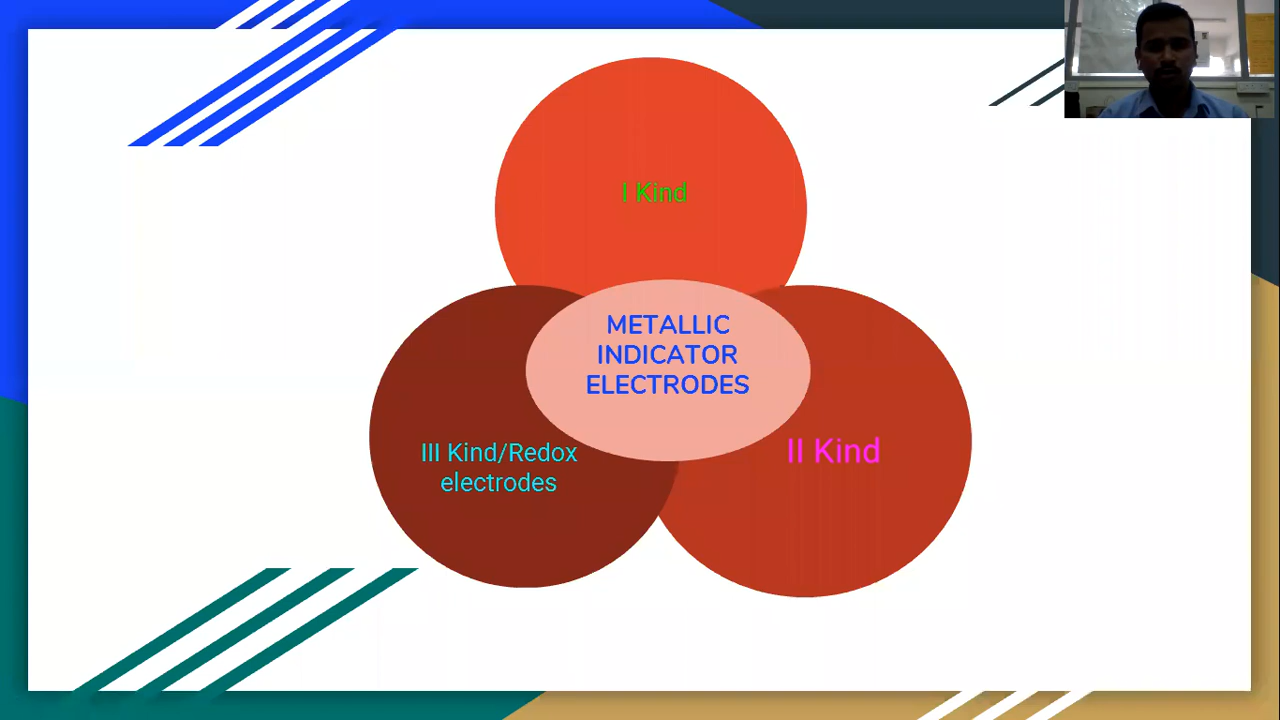 I Kind
METALLIC
INDICATOR
ELECTRODES
III Kind/Redox
electrodes
II Kind